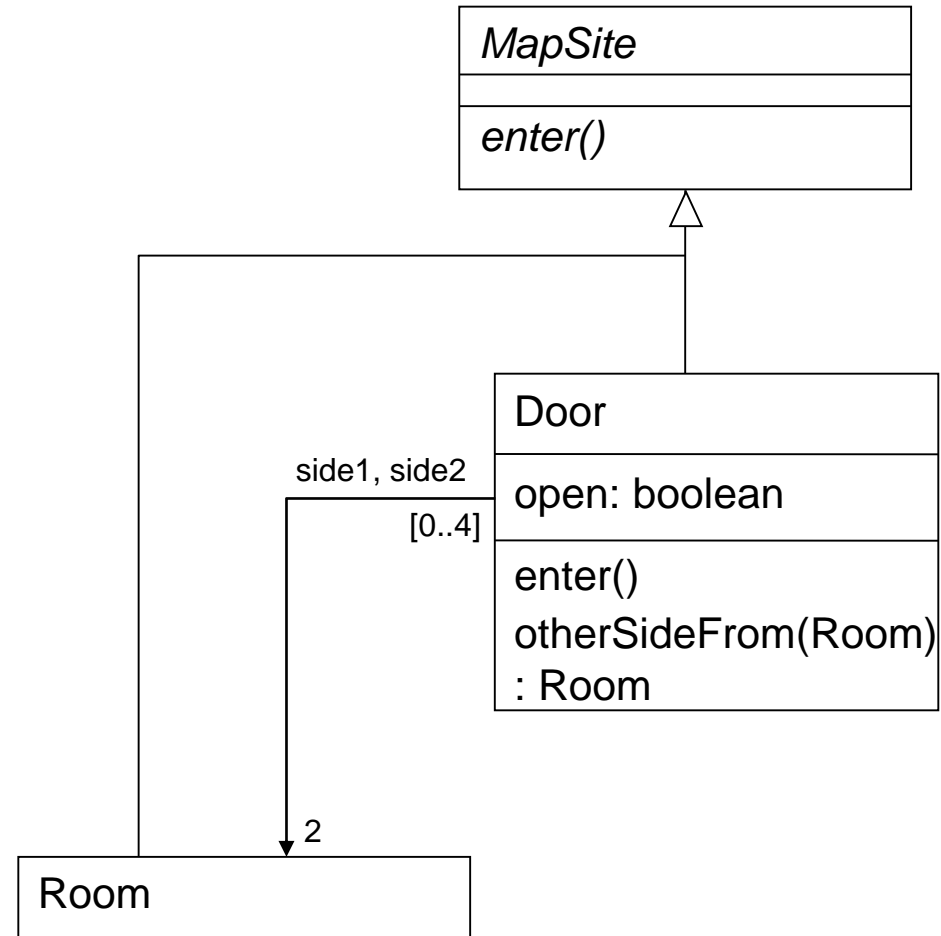 MapSite
enter()
Door
side1, side2
open: boolean
[0..4]
enter()
otherSideFrom(Room)
: Room
2
Room